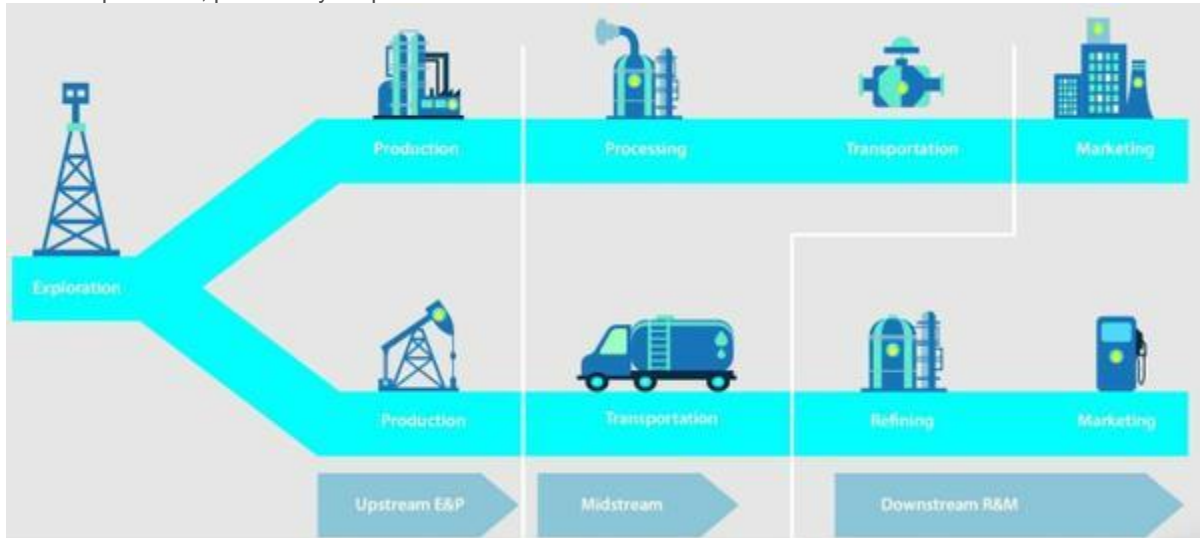 Production
Processing
Transportation
Marketing
Exploration
Production
Transportation
Refining
Marketing
Upstream E&P
Midstream
Downstream R&M